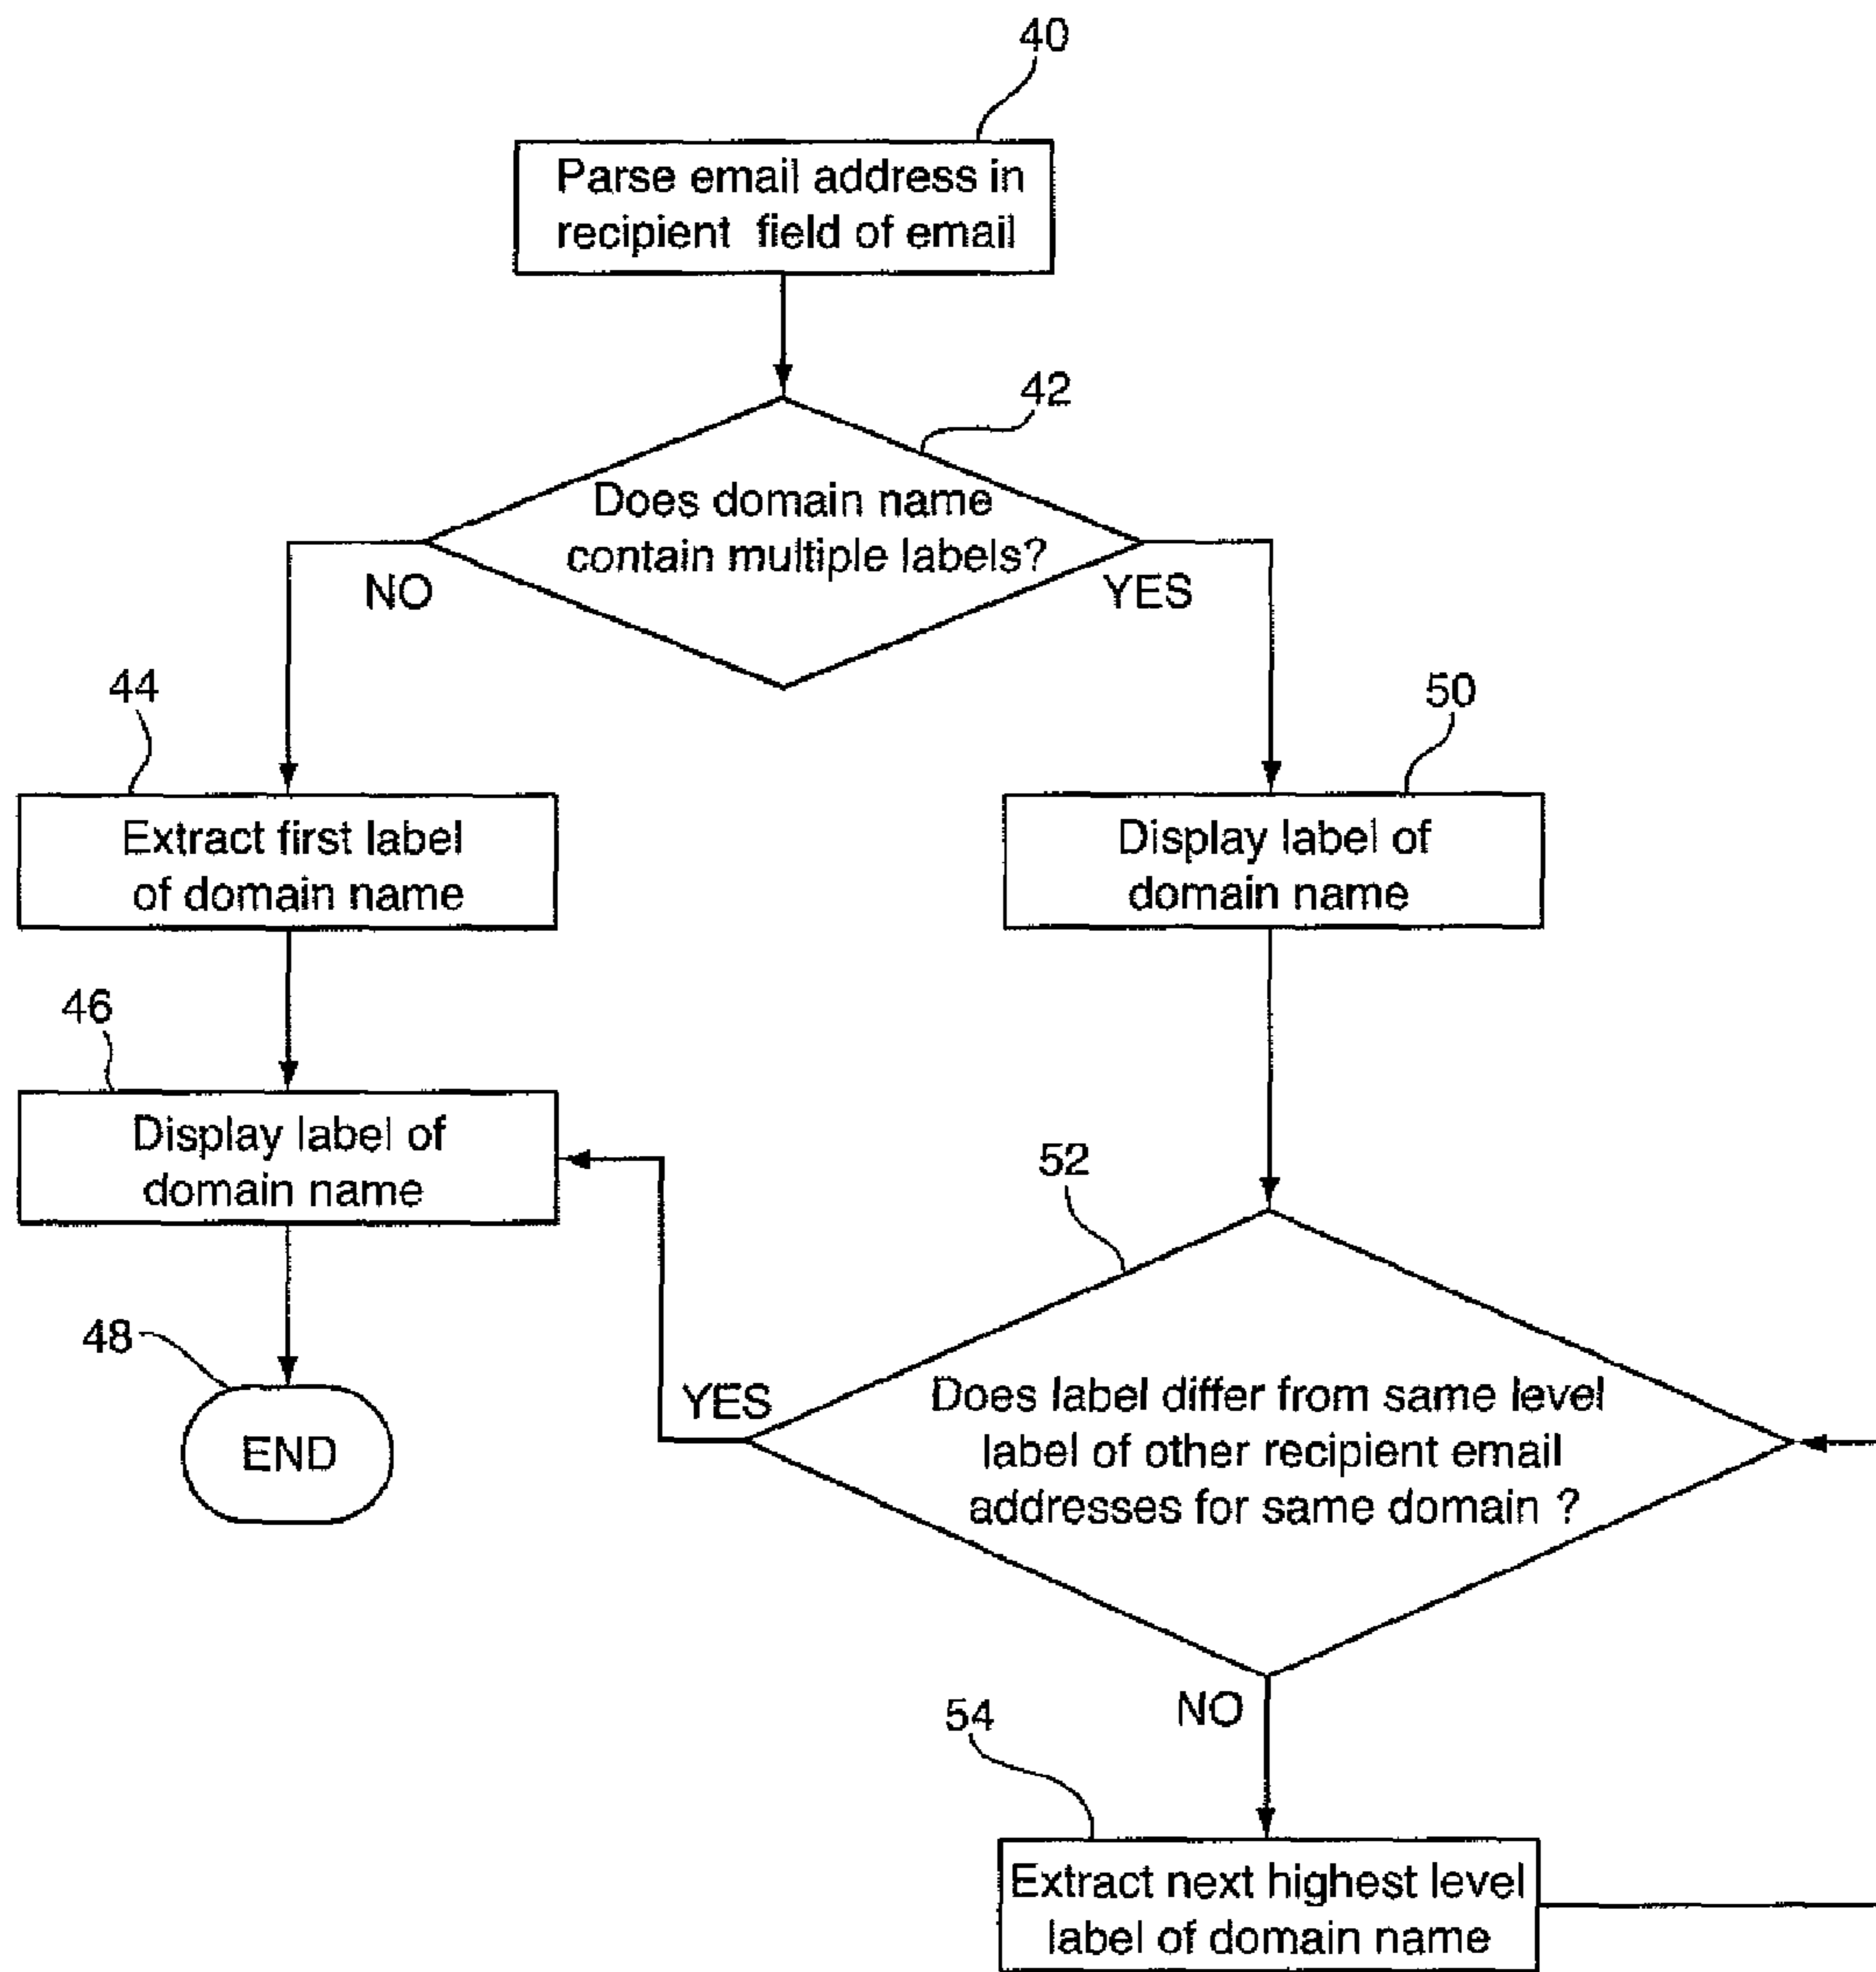 40
Parse email address in
recipient field of email
42
Does domain name
contain multiple labels?
NO
YES
44
50
Extract first label
of domain name
Display label of
domain name
46
Display label of
domain name
52
48
END
YES
Does label differ from same level
label of other recipient email
addresses for same domain ?
NO
54
Extract next highest level
label of domain name